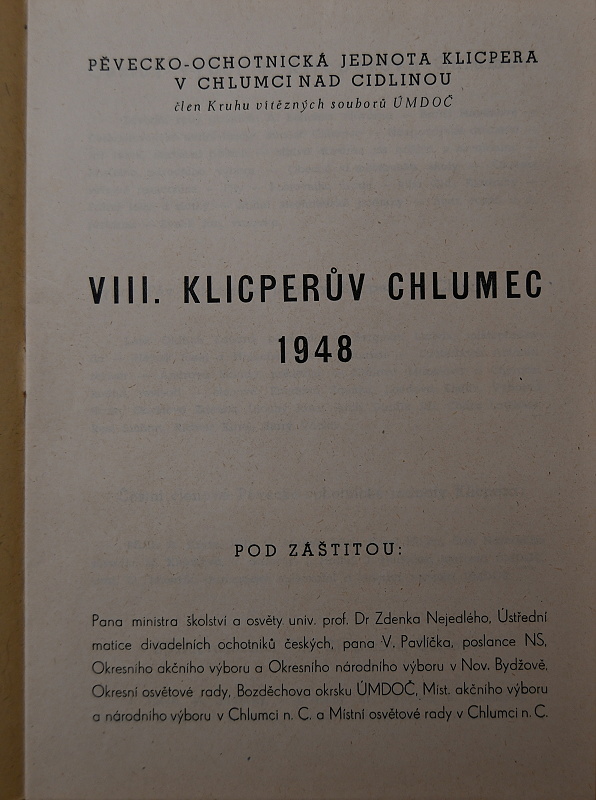 PĚVECKO-OCHOTNICKÁ JEDNOTA KLICPERA
V CHLUMCI NAD CIDLINOU
člen Kruhu vítězných souborů ÚMDOČ
VIII. KLICPERŮV CHLUMEC
1948
POD ZÁŠTITOU:
Pana ministra školství a osvěty univ. prof. Dr Zdenka Nejedlého, Ústřední
matice divadelních ochotníků českých, pana V. Pavlíčka, poslance NS,
Okresního akčního výboru a Okresního národního výboru v Nov. Bydžově,
Okresní osvětové rady, Bozděchova okrsku ÚMDOČ, Míst. akčního výboru
a národního výboru v Chlumci n. C. a Místní osvětové rady v Chlumci n. C.